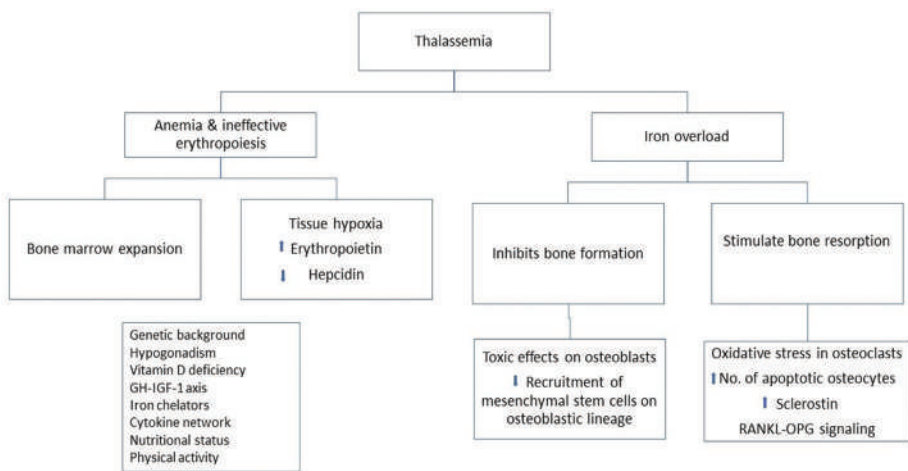 Thalassemia
Anemia & ineffective
erythropoiesis
Iron overload
Bone marrow expansion
Tissue hypoxia
Erythropoietin
Hepcidin
Inhibits bone formation
Stimulate bone resorption
Genetic background
Hypogonadism
Vitamin D deficiency
GH-IGF-1 axis
Iron chelators
Cytokine network
Nutritional status
Physical activity
Toxic effects on osteoblasts
Recruitment of
mesenchymal stem cells on
osteoblastic lineage
Oxidative stress in osteoclasts
No. of apoptotic osteocytes
Sclerostin
RANKL-OPG signaling